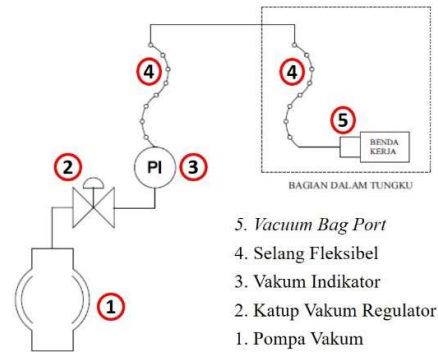 4
4
5
BENDA
KERJA
2
PI
3
BAGIAN DALAM TUNGKU
1
5. Vacuum Bag Port
4. Selang Fleksibel
3. Vakum Indikator
2. Katup Vakum Regulator
1. Pompa Vakum